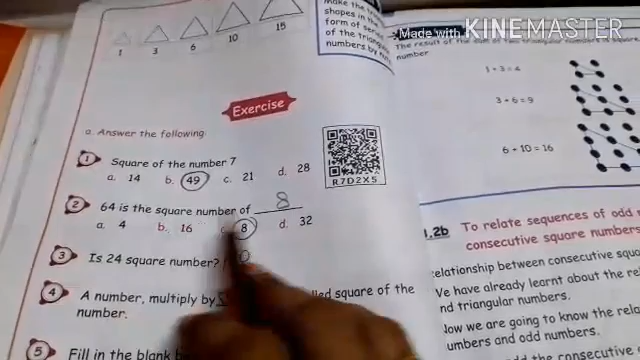 Made with KINEMASTER
make the
shapes in the
form of
of the
numbers by
1 3 6 10 15
The result of the sum of two triangular numbers is square
number
1 + 3 = 4
3 + 6 = 9
6 + 10 = 16
Exercise
a. Answer the following
1 Square of the number 7
a. 14 b. 49 c. 21 d. 28
R7D2X5
2 64 is the square number of 8
a. 4 b. 16 8 d. 32
3 Is 24 square number?
4 A number, multiply by square of the
number.
5 Fill in the blank
1.2b To relate sequences of odd
consecutive square numbers
elationship between consecutive squ
We have already learnt about the re
nd triangular numbers.
Now we are going to know the rela
umbers and odd numbers.
the consecutive